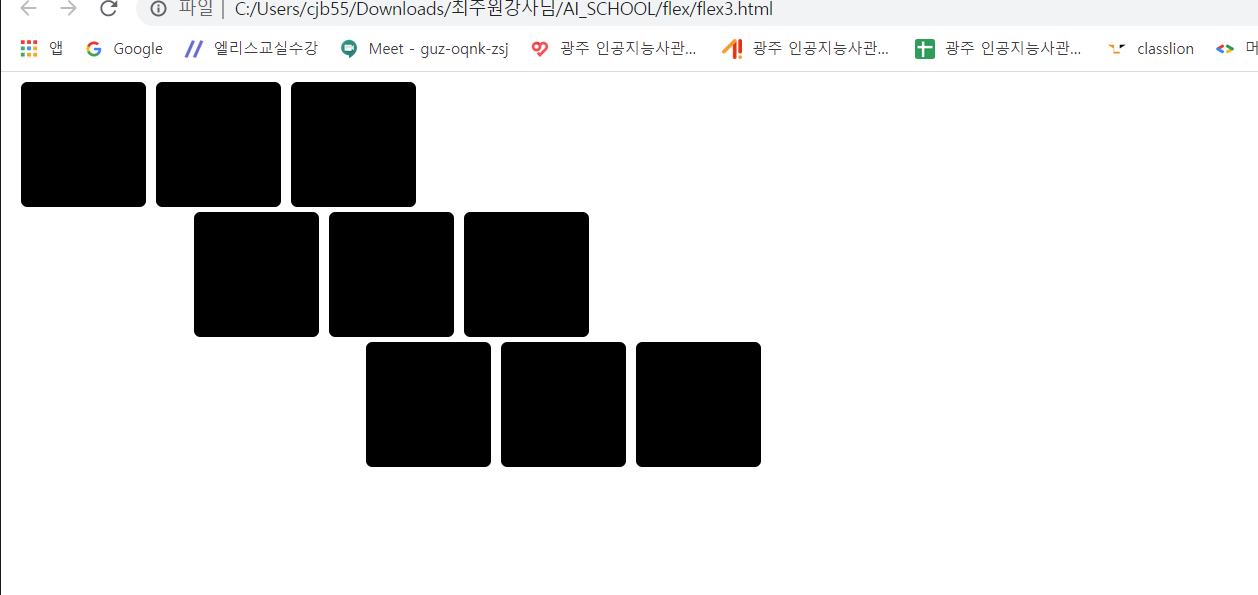 파일 | C:/Users/cjb55/Downloads/최주원강사님/AI_SCHOOL/flex/flex3.html
앱 Google 엘리스교실수강 Meet - guz-oqnk-zsj 광주 인공지능사관... 광주 인공지능사관... 광주 인공지능사관... classlion 머